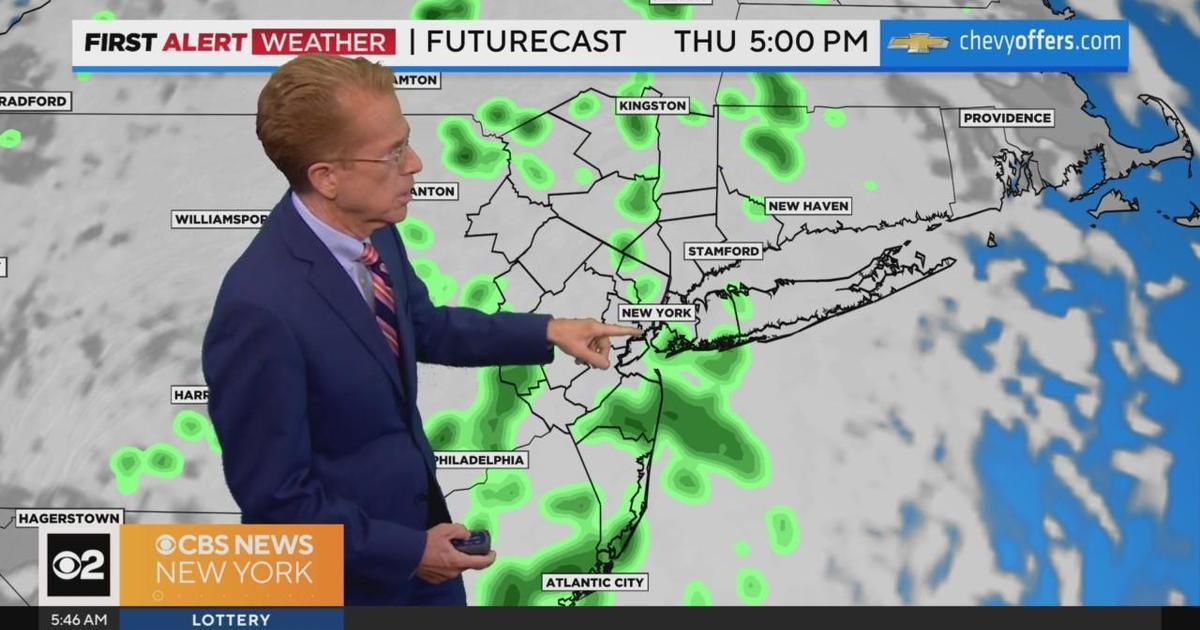 FIRST ALERT WEATHER | FUTURECAST THU 5:00 PM chevyoffers.com
AMTON
RADFORD
KINGSTON
PROVIDENCE
ANTON
WILLIAMSPOR
NEW HAVEN
STAMFORD
NEW YORK
HARR
PHILADELPHIA
HAGERSTOWN
ATLANTIC CITY
2
CBS NEWS
NEW YORK
5:46 AM LOTTERY